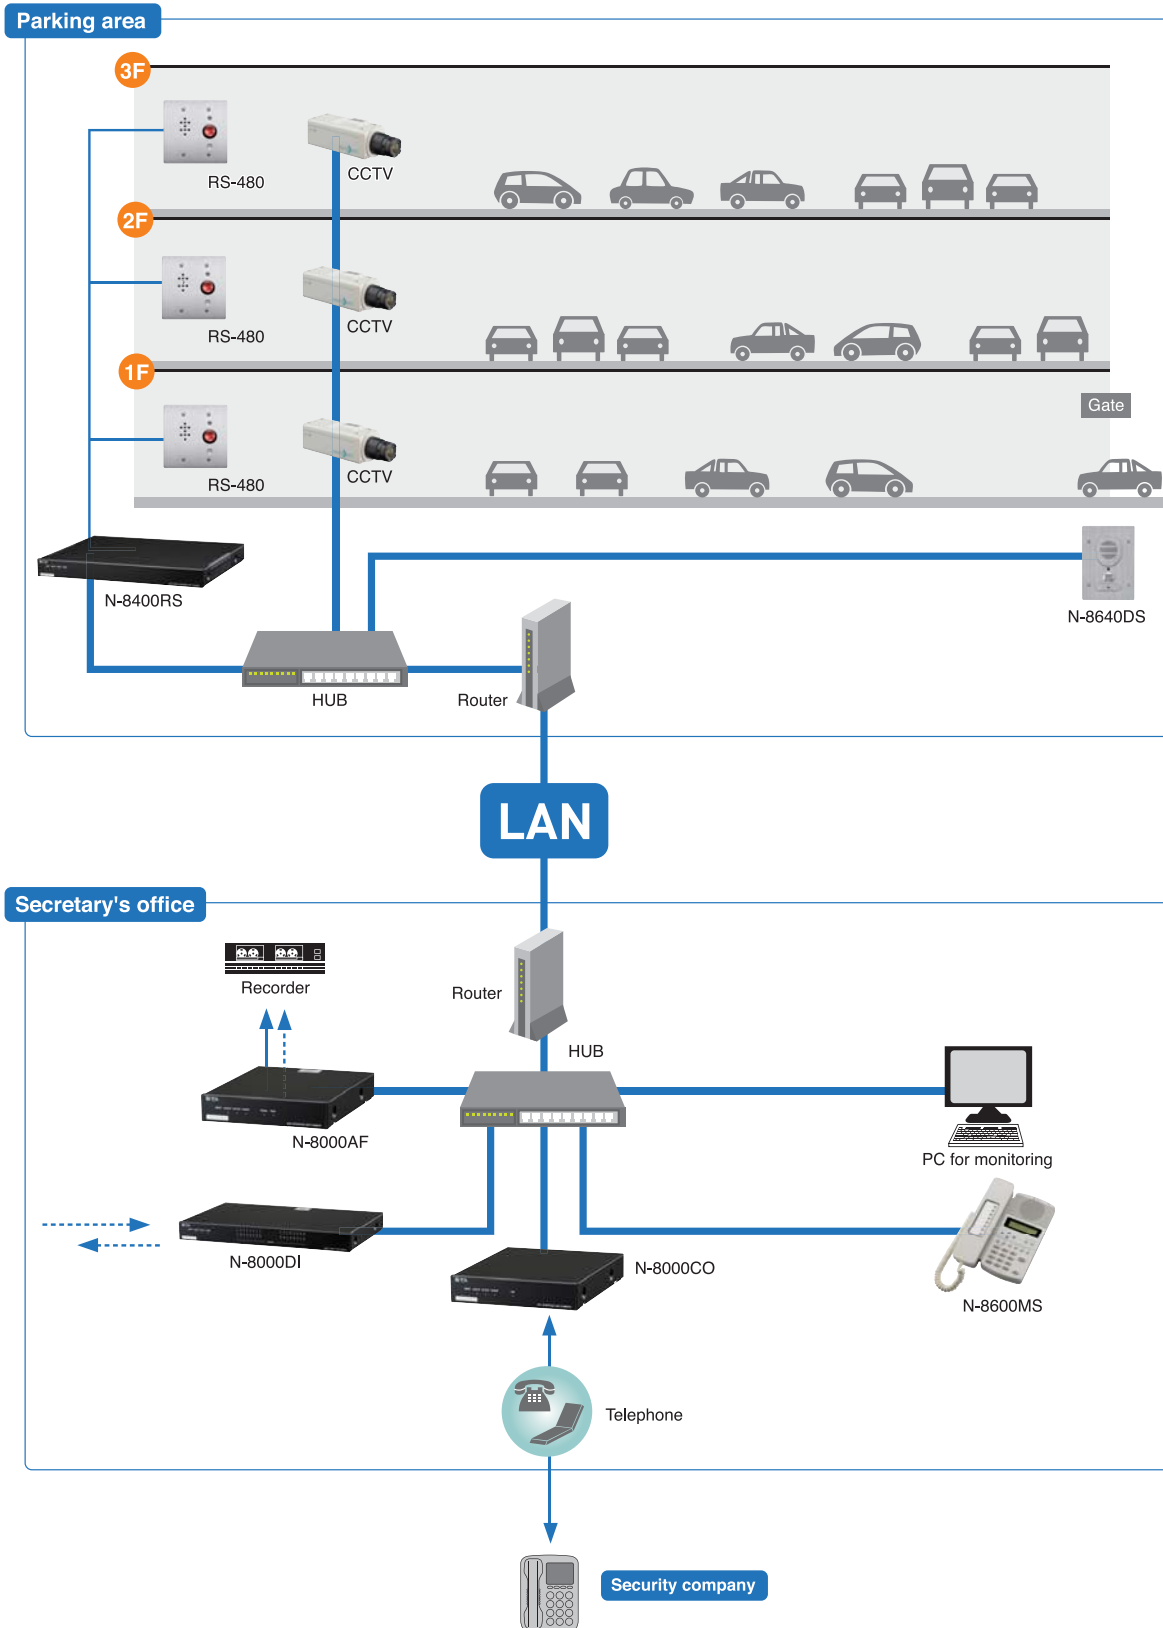 Parking area
3F
RS-480
CCTV
2F
RS-480
CCTV
1F
Gate
RS-480
CCTV
N-8400RS
N-8640DS
HUB
Router
LAN
Secretary's office
Recorder
Router
HUB
N-8000AF
PC for monitoring
N-8000DI
N-8000CO
N-8600MS
Telephone
Security company